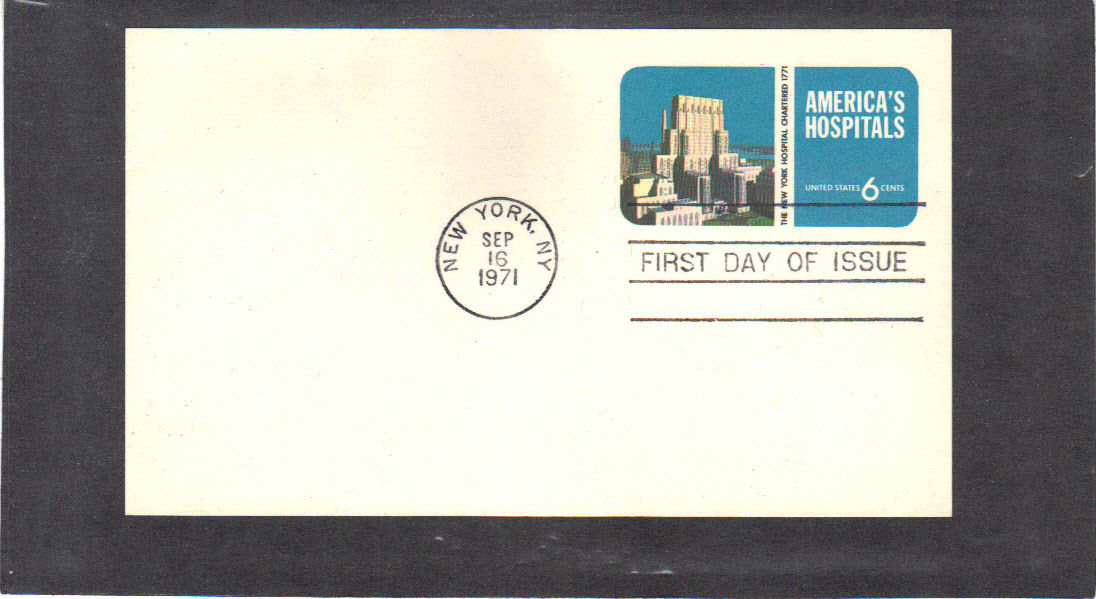 AMERICA'S
HOSPITALS
THE NEW YORK HOSPITAL CHARTERED 1771
UNITED STATES 6 CENTS
NEW YORK, NY
SEP
16
1971
FIRST DAY OF ISSUE